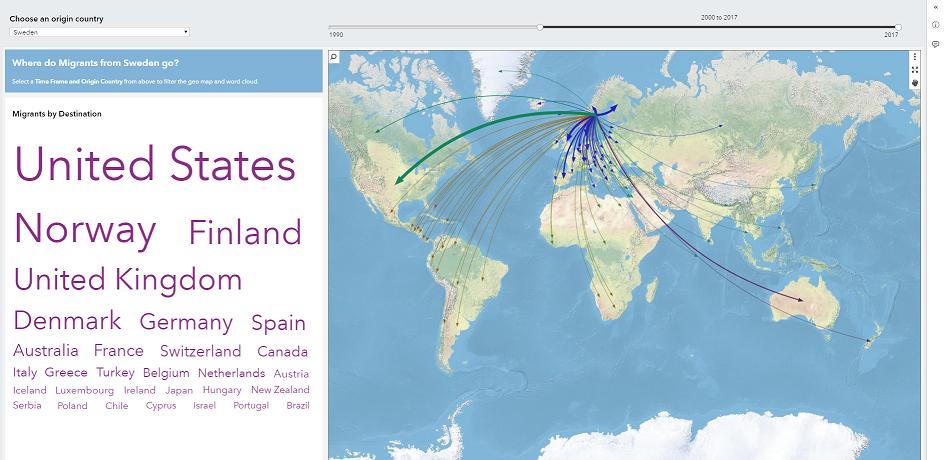 Choose an origin country
Sweden
2000 to 2017
1990
2017
Where do Migrants from Sweden go?
Select a Time Frame and Origin Country from above to filter the geo map and word cloud.
Migrants by Destination
United States
Norway Finland
United Kingdom
Denmark Germany Spain
Australia France Switzerland Canada
Italy Greece Turkey Belgium Netherlands Austria
Iceland Luxembourg Ireland Japan Hungary New Zealand
Serbia Poland Chile Cyprus Israel Portugal Brazil